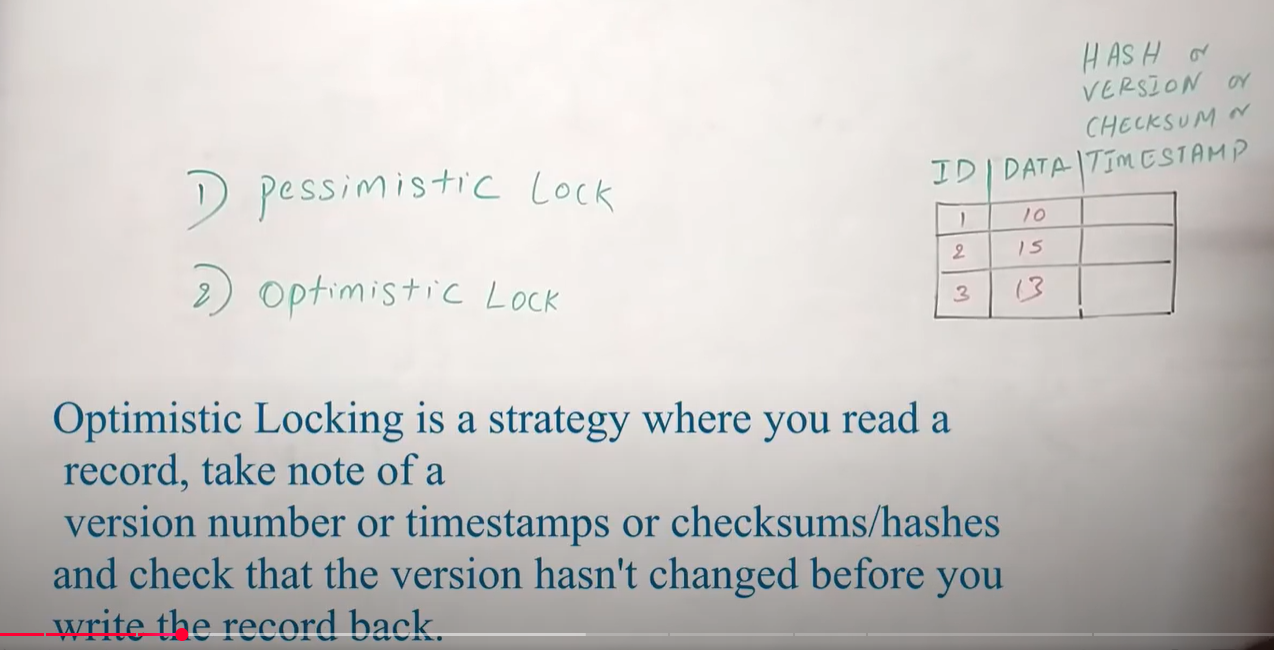 1) Pessimistic Lock
2) Optimistic Lock
HASH or
VERSION or
CHECKSUM or
ID | DATA | TIMESTAMP
1 10
2 15
3 13
Optimistic Locking is a strategy where you read a
record, take note of a
version number or timestamps or checksums/hashes
and check that the version hasn't changed before you
write the record back.